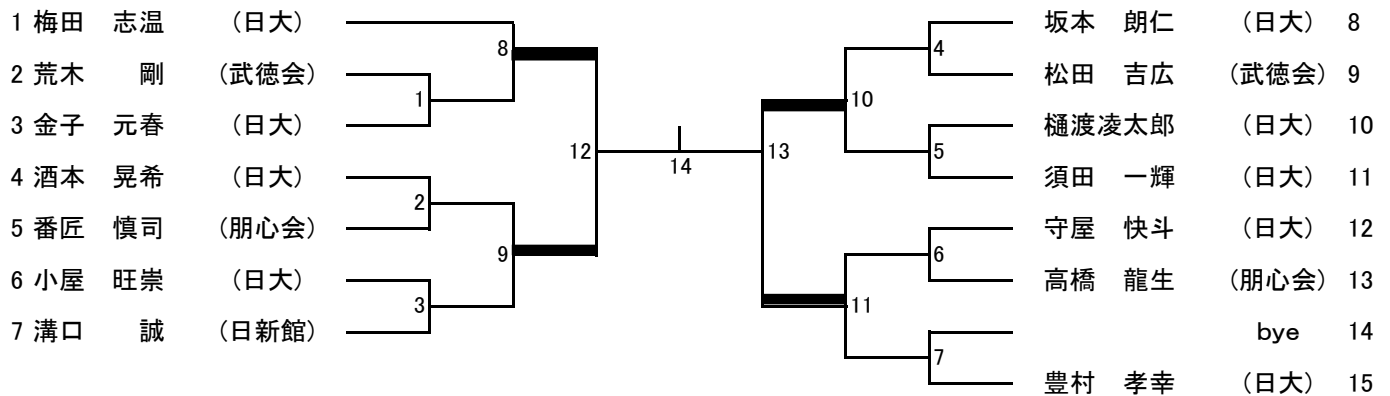 1 梅田　志温　（日大）
2 荒木　　剛　（武徳会）
3 金子　元春　（日大）
4 酒本　晃希　（日大）
5 番匠　慎司　（朋心会）
6 小屋　旺崇　（日大）
7 溝口　　誠　（日新館）
8
1
2
9
3
12
14
13
10
4
5
11
6
7
坂本　朗仁　（日大） 8
松田　吉広　（武徳会） 9
樋渡凌太郎　（日大） 10
須田　一輝　（日大） 11
守屋　快斗　（日大） 12
高橋　龍生　（朋心会） 13
bye 14
豊村　孝幸　（日大） 15